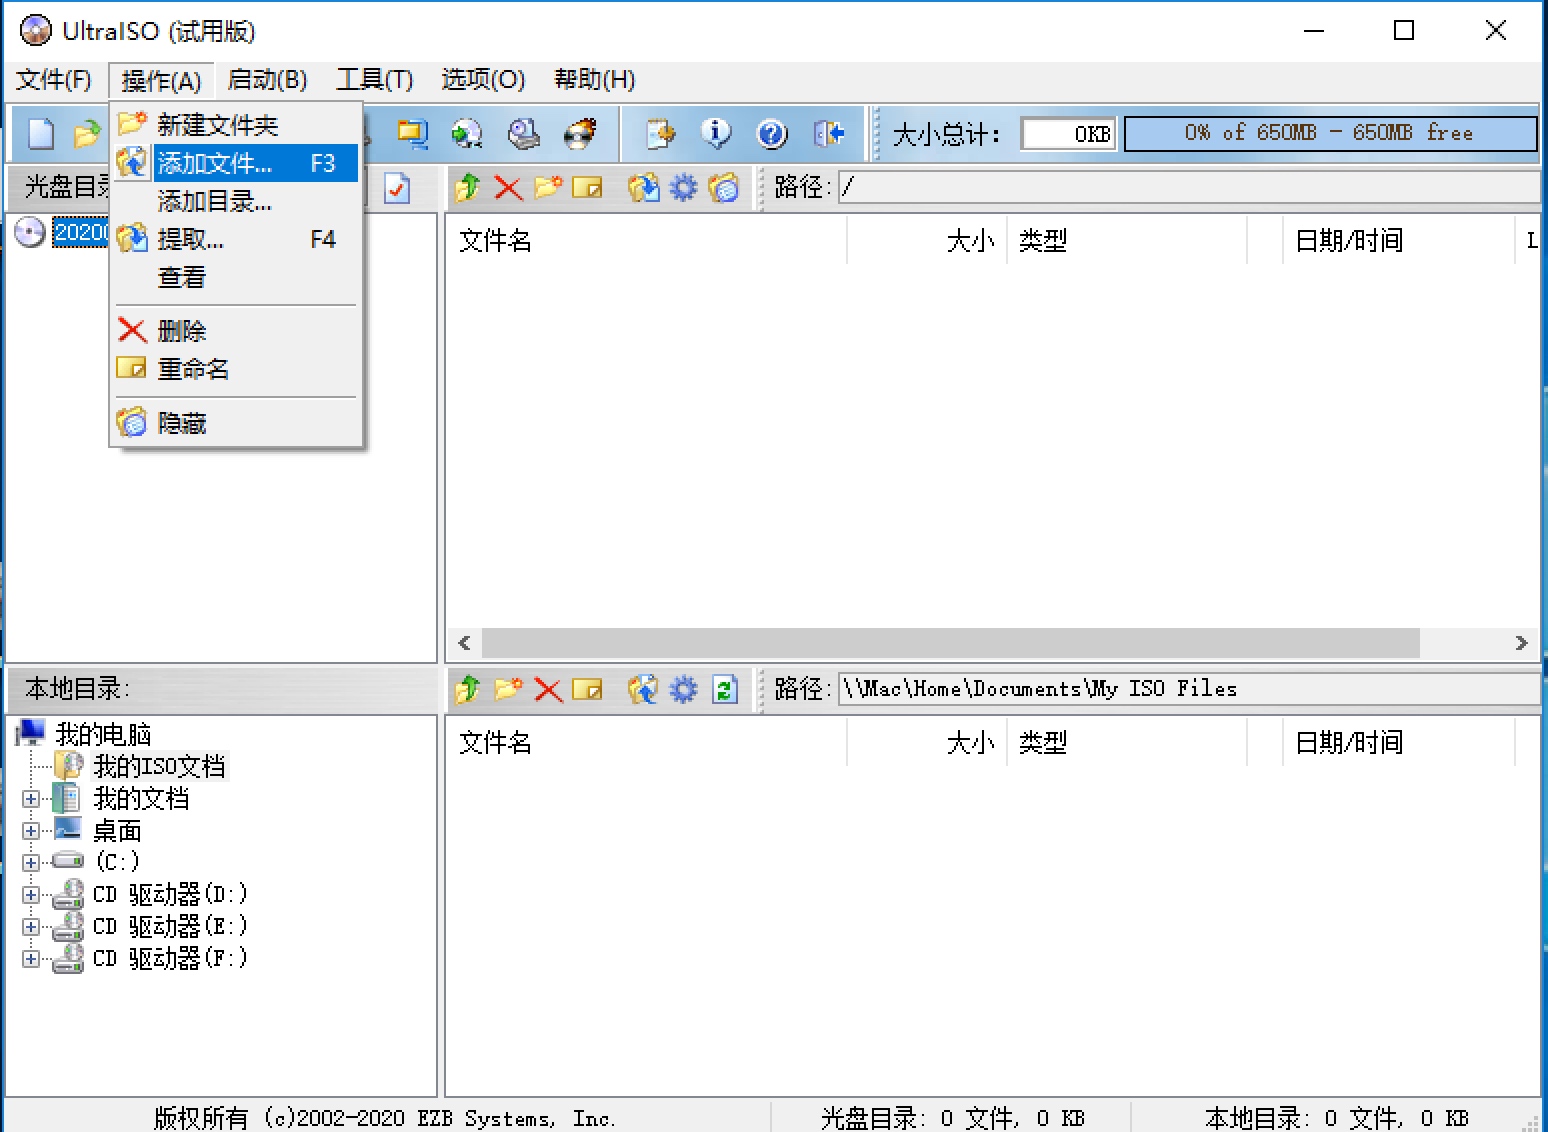 UltraISO (试用版)
文件(F) 操作(A) 启动(B) 工具(T) 选项(O) 帮助(H)
新建文件夹
添加文件... F3
添加目录...
提取... F4
查看
删除
重命名
隐藏
大小总计: 0KB 0% of 650MB - 650MB free
光盘目录
路径: /
文件名 大小 类型 日期/时间 L
本地目录:
路径: \\Mac\Home\Documents\My ISO Files
文件名 大小 类型 日期/时间
我的电脑
我的ISO文档
我的文档
桌面
(C:)
CD 驱动器(D:)
CD 驱动器(E:)
CD 驱动器(F:)
版权所有 (c)2002-2020 EZB Systems, Inc. 光盘目录: 0 文件, 0 KB 本地目录: 0 文件, 0 KB